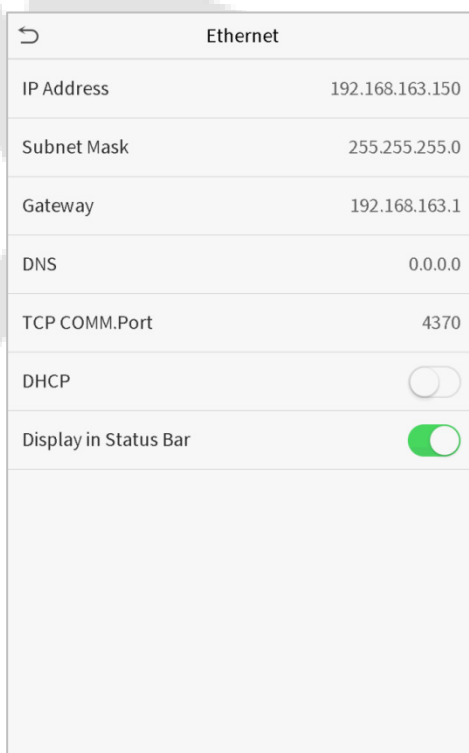 Ethernet
IP Address 192.168.163.150
Subnet Mask 255.255.255.0
Gateway 192.168.163.1
DNS 0.0.0.0
TCP COMM.Port 4370
DHCP
Display in Status Bar